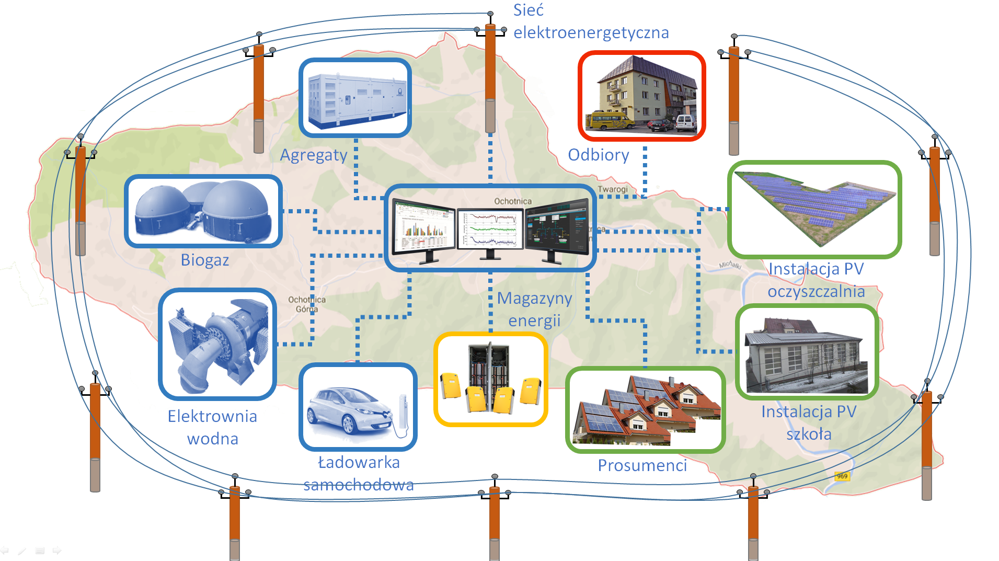 Sieć
elektroenergetyczna
Agregaty
Odbiory
Twarogi
Ochotnica
Biogaz
Michalki
Instalacja PV
oczyszczalnia
Ochotnica
Górna
Magazyny
energii
Elektrownia
wodna
Instalacja PV
szkoła
Ładowarka
samochodowa
Prosumenci
969